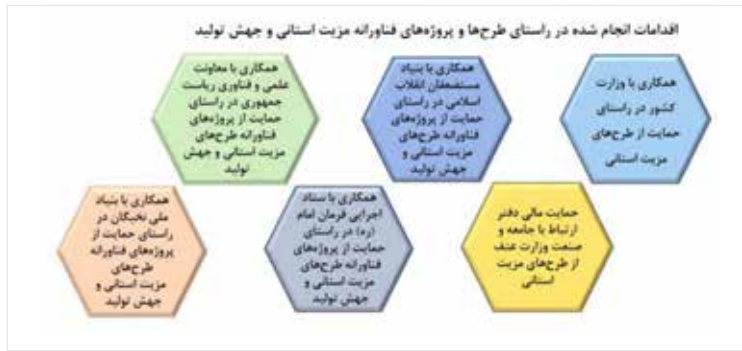 اقدامات انجام شده در راستای طرح‌ها و پروژه‌های فناورانه مزیت استانی و جهش تولید
همکاری با وزارت
کشور در راستای
حمایت از طرح‌های
مزیت استانی
همکاری با بنیاد
مستضعفان انقلاب
اسلامی در راستای
حمایت از پروژه‌های
فناورانه طرح‌های
مزیت استانی و
جهش تولید
همکاری با معاونت
علمی و فناوری ریاست
جمهوری در راستای
حمایت از پروژه‌های
فناورانه طرح‌های
مزیت استانی و جهش
تولید
حمایت مالی دفتر
ارتباط با جامعه و
صنعت وزارت عتف
از طرح‌های مزیت
استانی
همکاری با ستاد
اجرایی فرمان امام
(ره) در راستای
حمایت از پروژه‌های
فناورانه طرح‌های
مزیت استانی و
جهش تولید
همکاری با بنیاد
ملی نخبگان در
راستای حمایت از
پروژه‌های فناورانه
طرح‌های
مزیت استانی و
جهش تولید